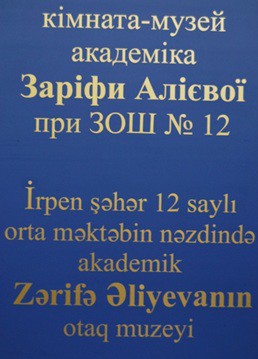 кімната-музей
академіка
Заріфи Алієвої
при ЗОШ № 12
İrpen şəhər 12 saylı
orta məktəbin nəzdində
akademik
Zərifə Əliyevanın
otaq muzeyi